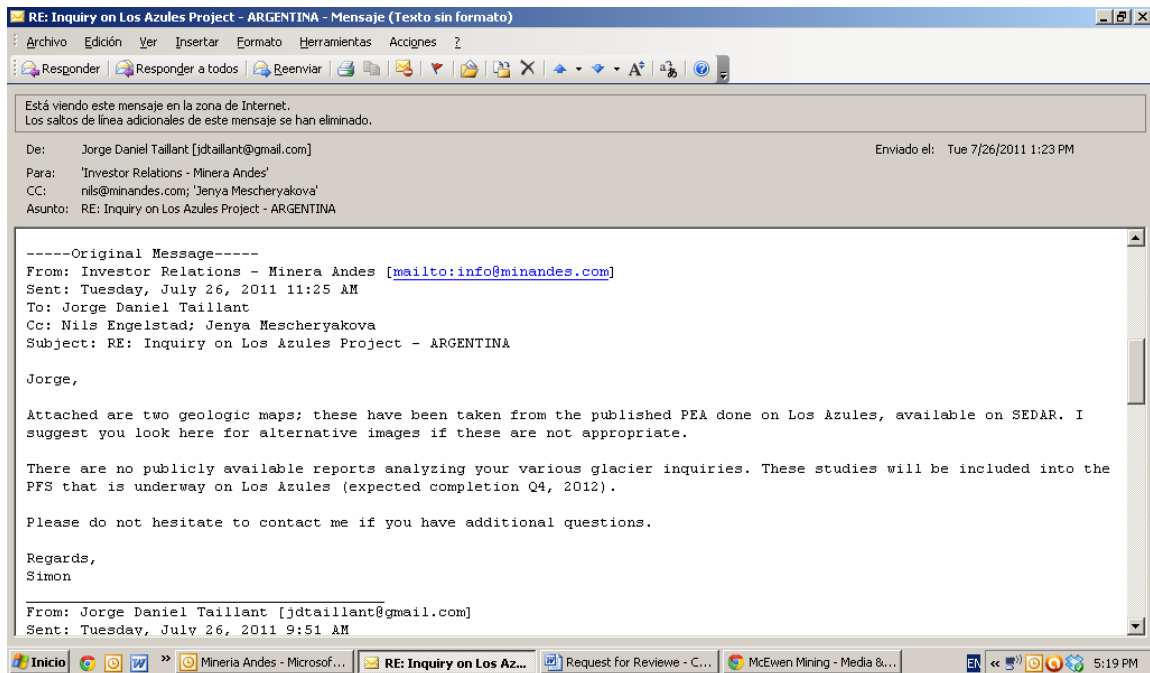 RE: Inquiry on Los Azules Project - ARGENTINA - Mensaje (Texto sin formato)
Archivo Edición Ver Insertar Formato Herramientas Acciones ?
Responder Responder a todos Reenviar
Está viendo este mensaje en la zona de Internet.
Los saltos de línea adicionales de este mensaje se han eliminado.
De: Jorge Daniel Taillant [jdtaillant@gmail.com] Enviado el: Tue 7/26/2011 1:23 PM
Para: 'Investor Relations - Minera Andes'
CC: nils@minandes.com; 'Jenya Mescheryakova'
Asunto: RE: Inquiry on Los Azules Project - ARGENTINA
-----Original Message-----
From: Investor Relations - Minera Andes [mailto:info@minandes.com]
Sent: Tuesday, July 26, 2011 11:25 AM
To: Jorge Daniel Taillant
Cc: Nils Engelstad; Jenya Mescheryakova
Subject: RE: Inquiry on Los Azules Project - ARGENTINA
Jorge,
Attached are two geologic maps; these have been taken from the published PEA done on Los Azules, available on SEDAR. I
suggest you look here for alternative images if these are not appropriate.
There are no publicly available reports analyzing your various glacier inquiries. These studies will be included into the
PFS that is underway on Los Azules (expected completion Q4, 2012).
Please do not hesitate to contact me if you have additional questions.
Regards,
Simon
From: Jorge Daniel Taillant [jdtaillant@gmail.com]
Sent: Tuesday, July 26, 2011 9:51 AM
Inicio » Mineria Andes - Microsof... RE: Inquiry on Los Az... Request for Reviewe - C... McEwen Mining - Media &... EN « 5:19 PM